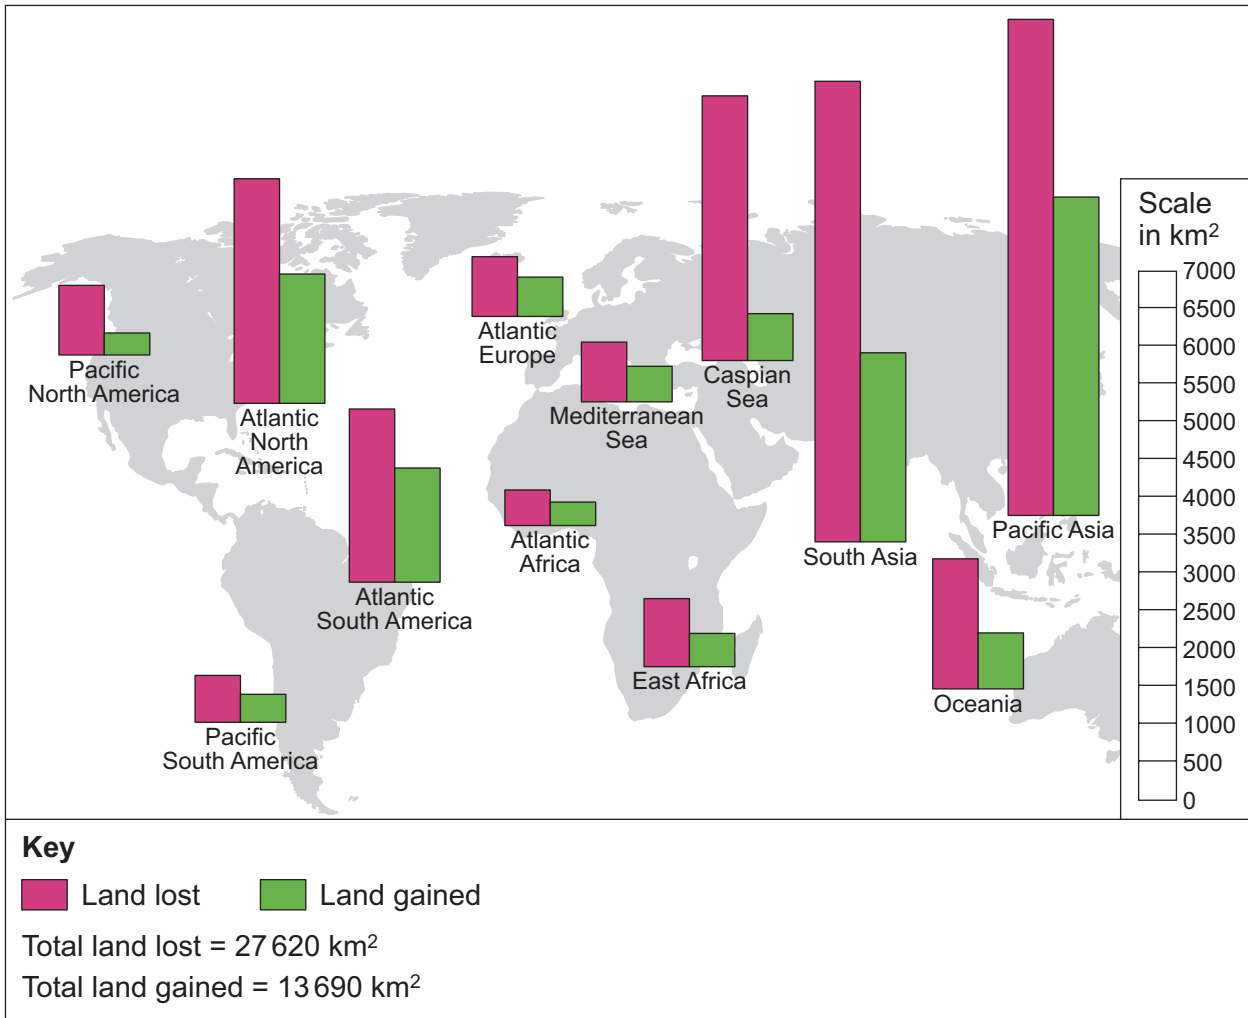 Pacific
North America
Atlantic
North
America
Atlantic
South America
Pacific
South America
Atlantic
Europe
Mediterranean
Sea
Atlantic
Africa
East Africa
Caspian
Sea
South Asia
Pacific Asia
Oceania
Scale
in km²
7000
6500
6000
5500
5000
4500
4000
3500
3000
2500
2000
1500
1000
500
0
Key
Land lost
Land gained
Total land lost = 27 620 km²
Total land gained = 13 690 km²